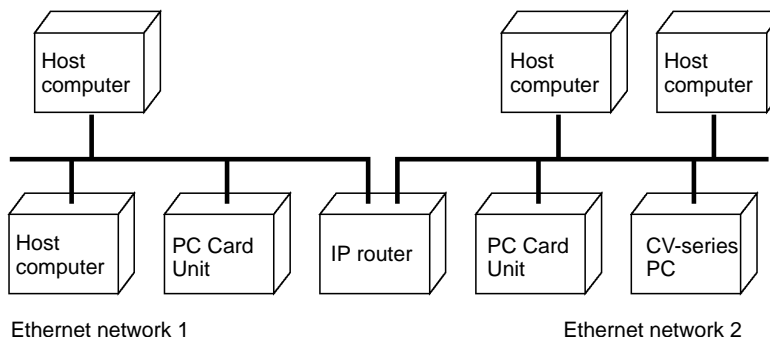 Host
computer
Host
computer
Host
computer
Host
computer
PC Card
Unit
IP router
PC Card
Unit
CV-series
PC
Ethernet network 1
Ethernet network 2